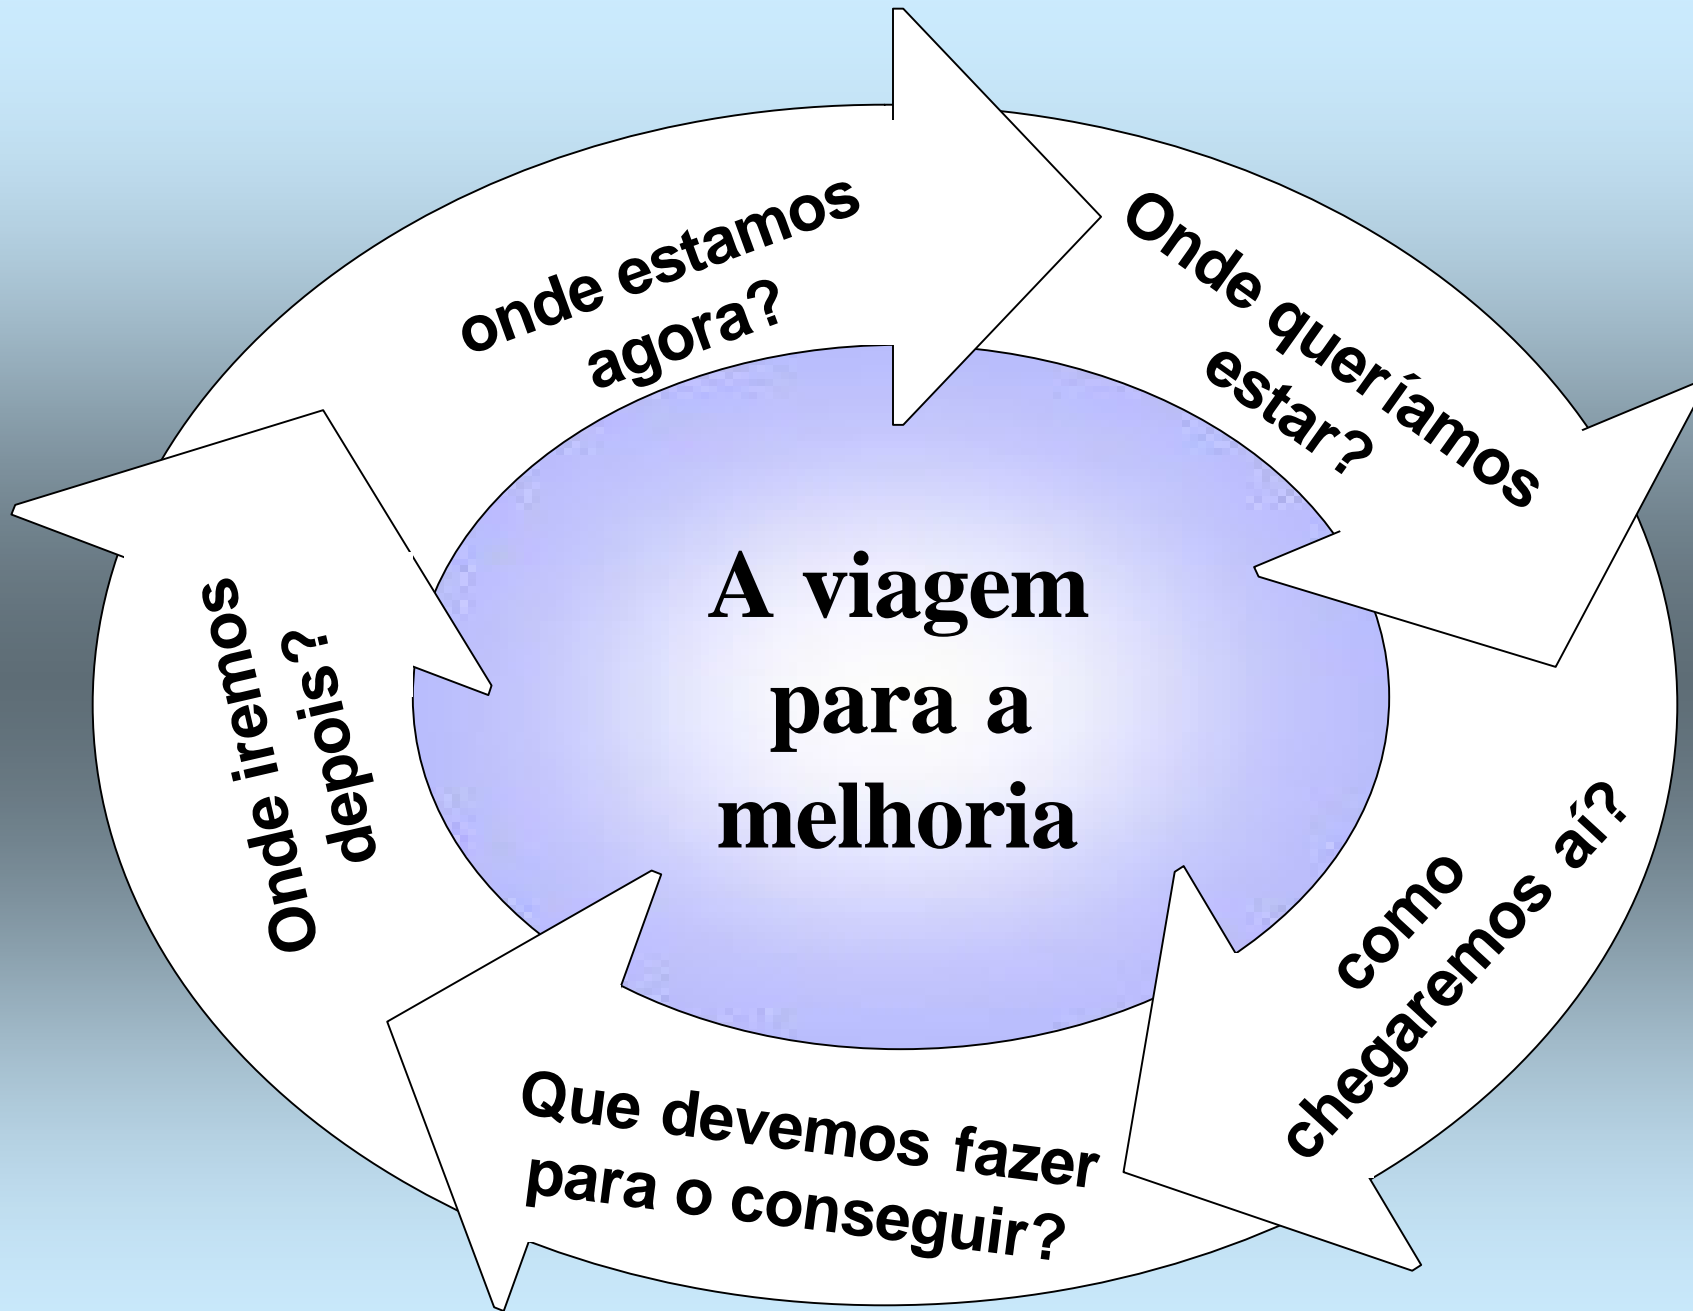 onde estamos
agora?
Onde queríamos
estar?
como
chegaremos aí?
Que devemos fazer
para o conseguir?
Onde iremos
depois?
A viagem
para a
melhoria